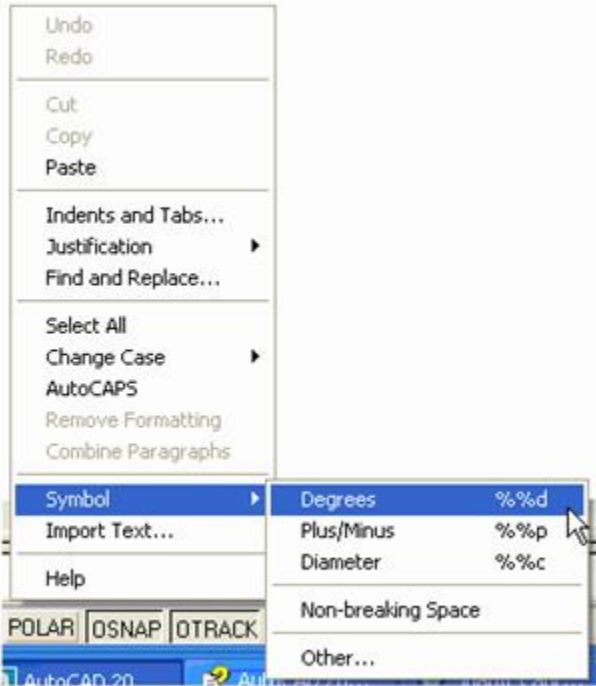 Undo
Redo
Cut
Copy
Paste
Indents and Tabs...
Justification
Find and Replace...
Select All
Change Case
AutoCAPS
Remove Formatting
Combine Paragraphs
Symbol
Import Text...
Help
Degrees %%d
Plus/Minus %%p
Diameter %%c
Non-breaking Space
Other...
POLAR OSNAP OTRACK
AutoCAD 20